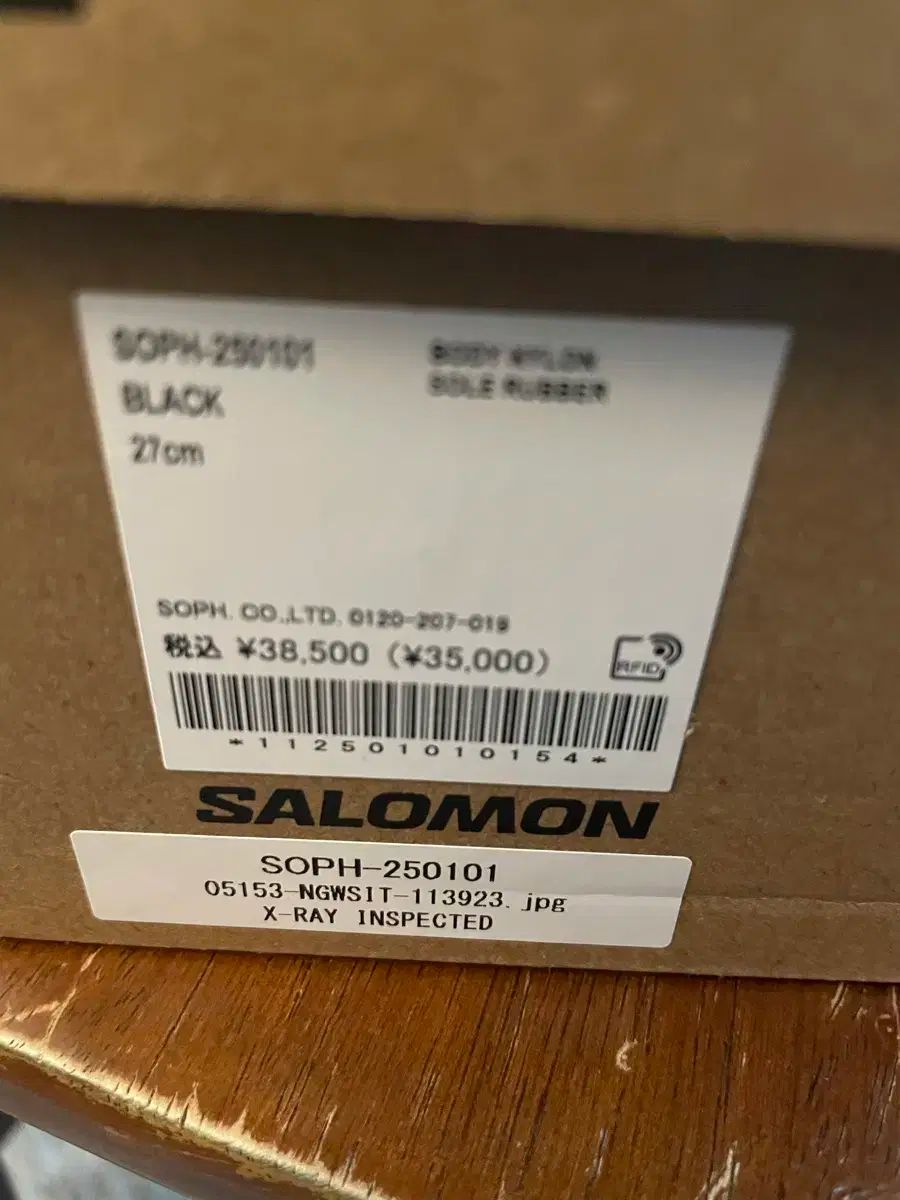 SOPH-250101
BLACK
27cm
BODY NYLON
SOLE RUBBER
SOPH. CO.,LTD. 0120-207-019
税込 ¥38,500 (¥35,000)
RFID
*112501010154*
SALOMON
SOPH-250101
05153-NGWSIT-113923.jpg
X-RAY INSPECTED